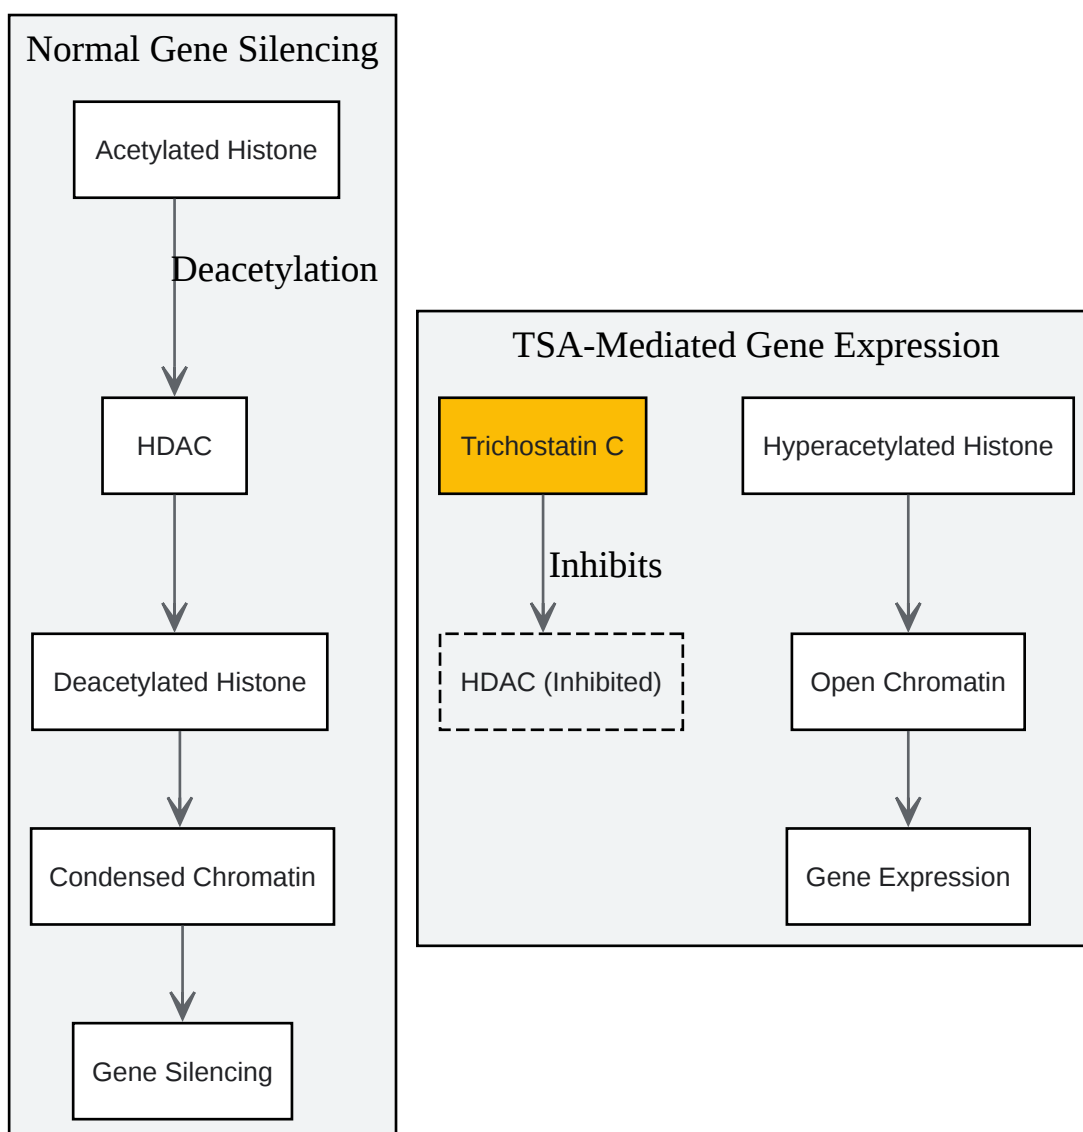 Normal Gene Silencing
Acetylated Histone
Deacetylation
HDAC
Deacetylated Histone
Condensed Chromatin
Gene Silencing
TSA-Mediated Gene Expression
Trichostatin C
Inhibits
HDAC (Inhibited)
Hyperacetylated Histone
Open Chromatin
Gene Expression